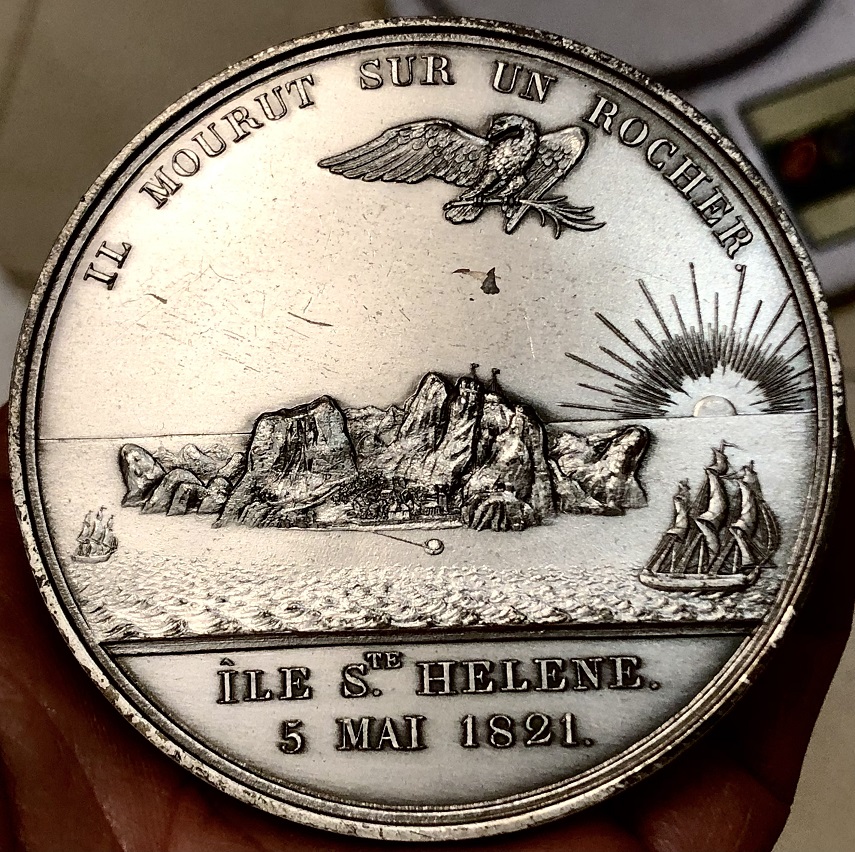 IL MOURUT SUR UN ROCHER.
ÎLE S.TE HELENE.
5 MAI 1821.